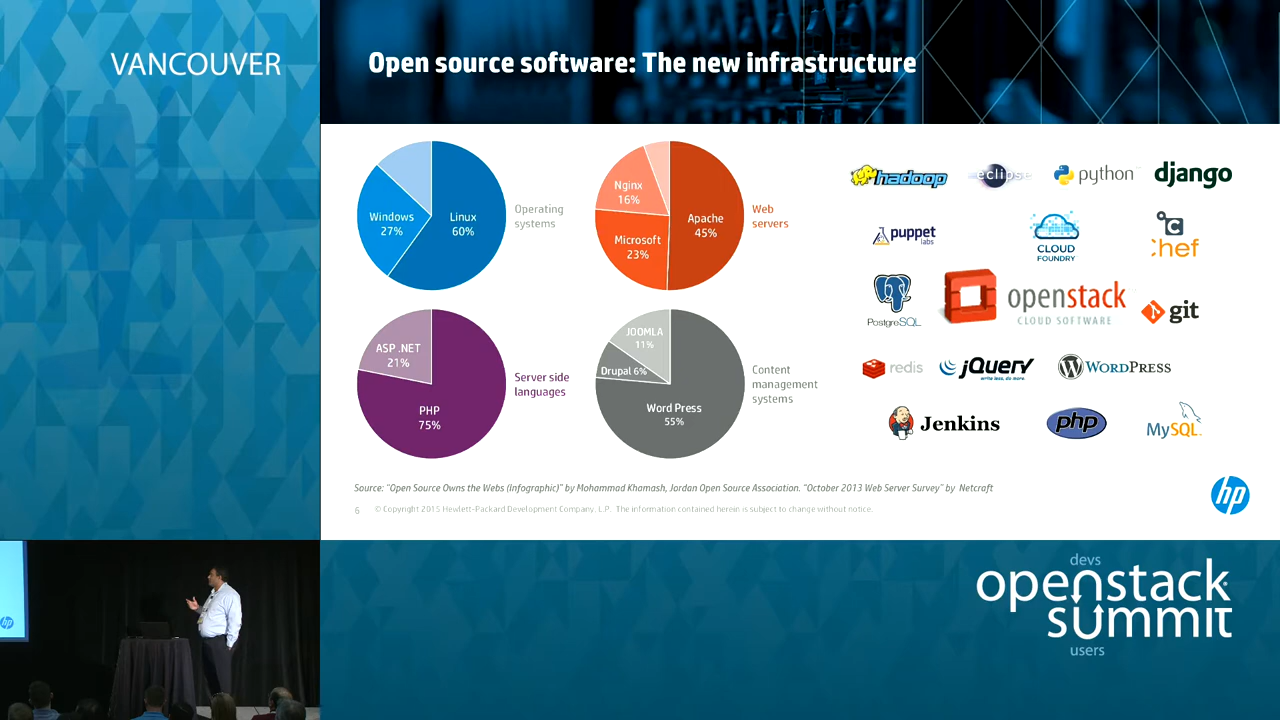 VANCOUVER
Open source software: The new infrastructure
Windows
27%
Linux
60%
Operating
systems
Nginx
16%
Microsoft
23%
Apache
45%
Web
servers
ASP .NET
21%
PHP
75%
Server side
languages
JOOMLA
11%
Drupal 6%
Word Press
55%
Content
management
systems
hadoop
eclipse
python
django
puppet
labs
CLOUD
FOUNDRY
Chef
PostgreSQL
openstack
CLOUD SOFTWARE
git
redis
jQuery
write less, do more.
WORDPRESS
Jenkins
php
MySQL
Source: "Open Source Owns the Webs (Infographic)" by Mohammad Khamash, Jordan Open Source Association. "October 2013 Web Server Survey" by Netcraft
6 © Copyright 2015 Hewlett-Packard Development Company, L.P. The information contained herein is subject to change without notice.
hp
hp
devs
openstack
summit
users